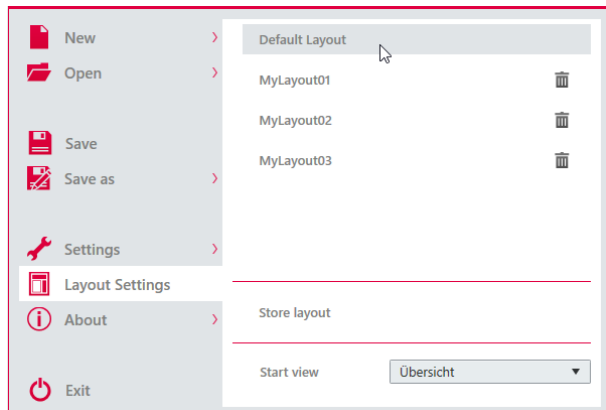 New
Open
Save
Save as
Settings
Layout Settings
About
Exit
Default Layout
MyLayout01
MyLayout02
MyLayout03
Store layout
Start view Übersicht